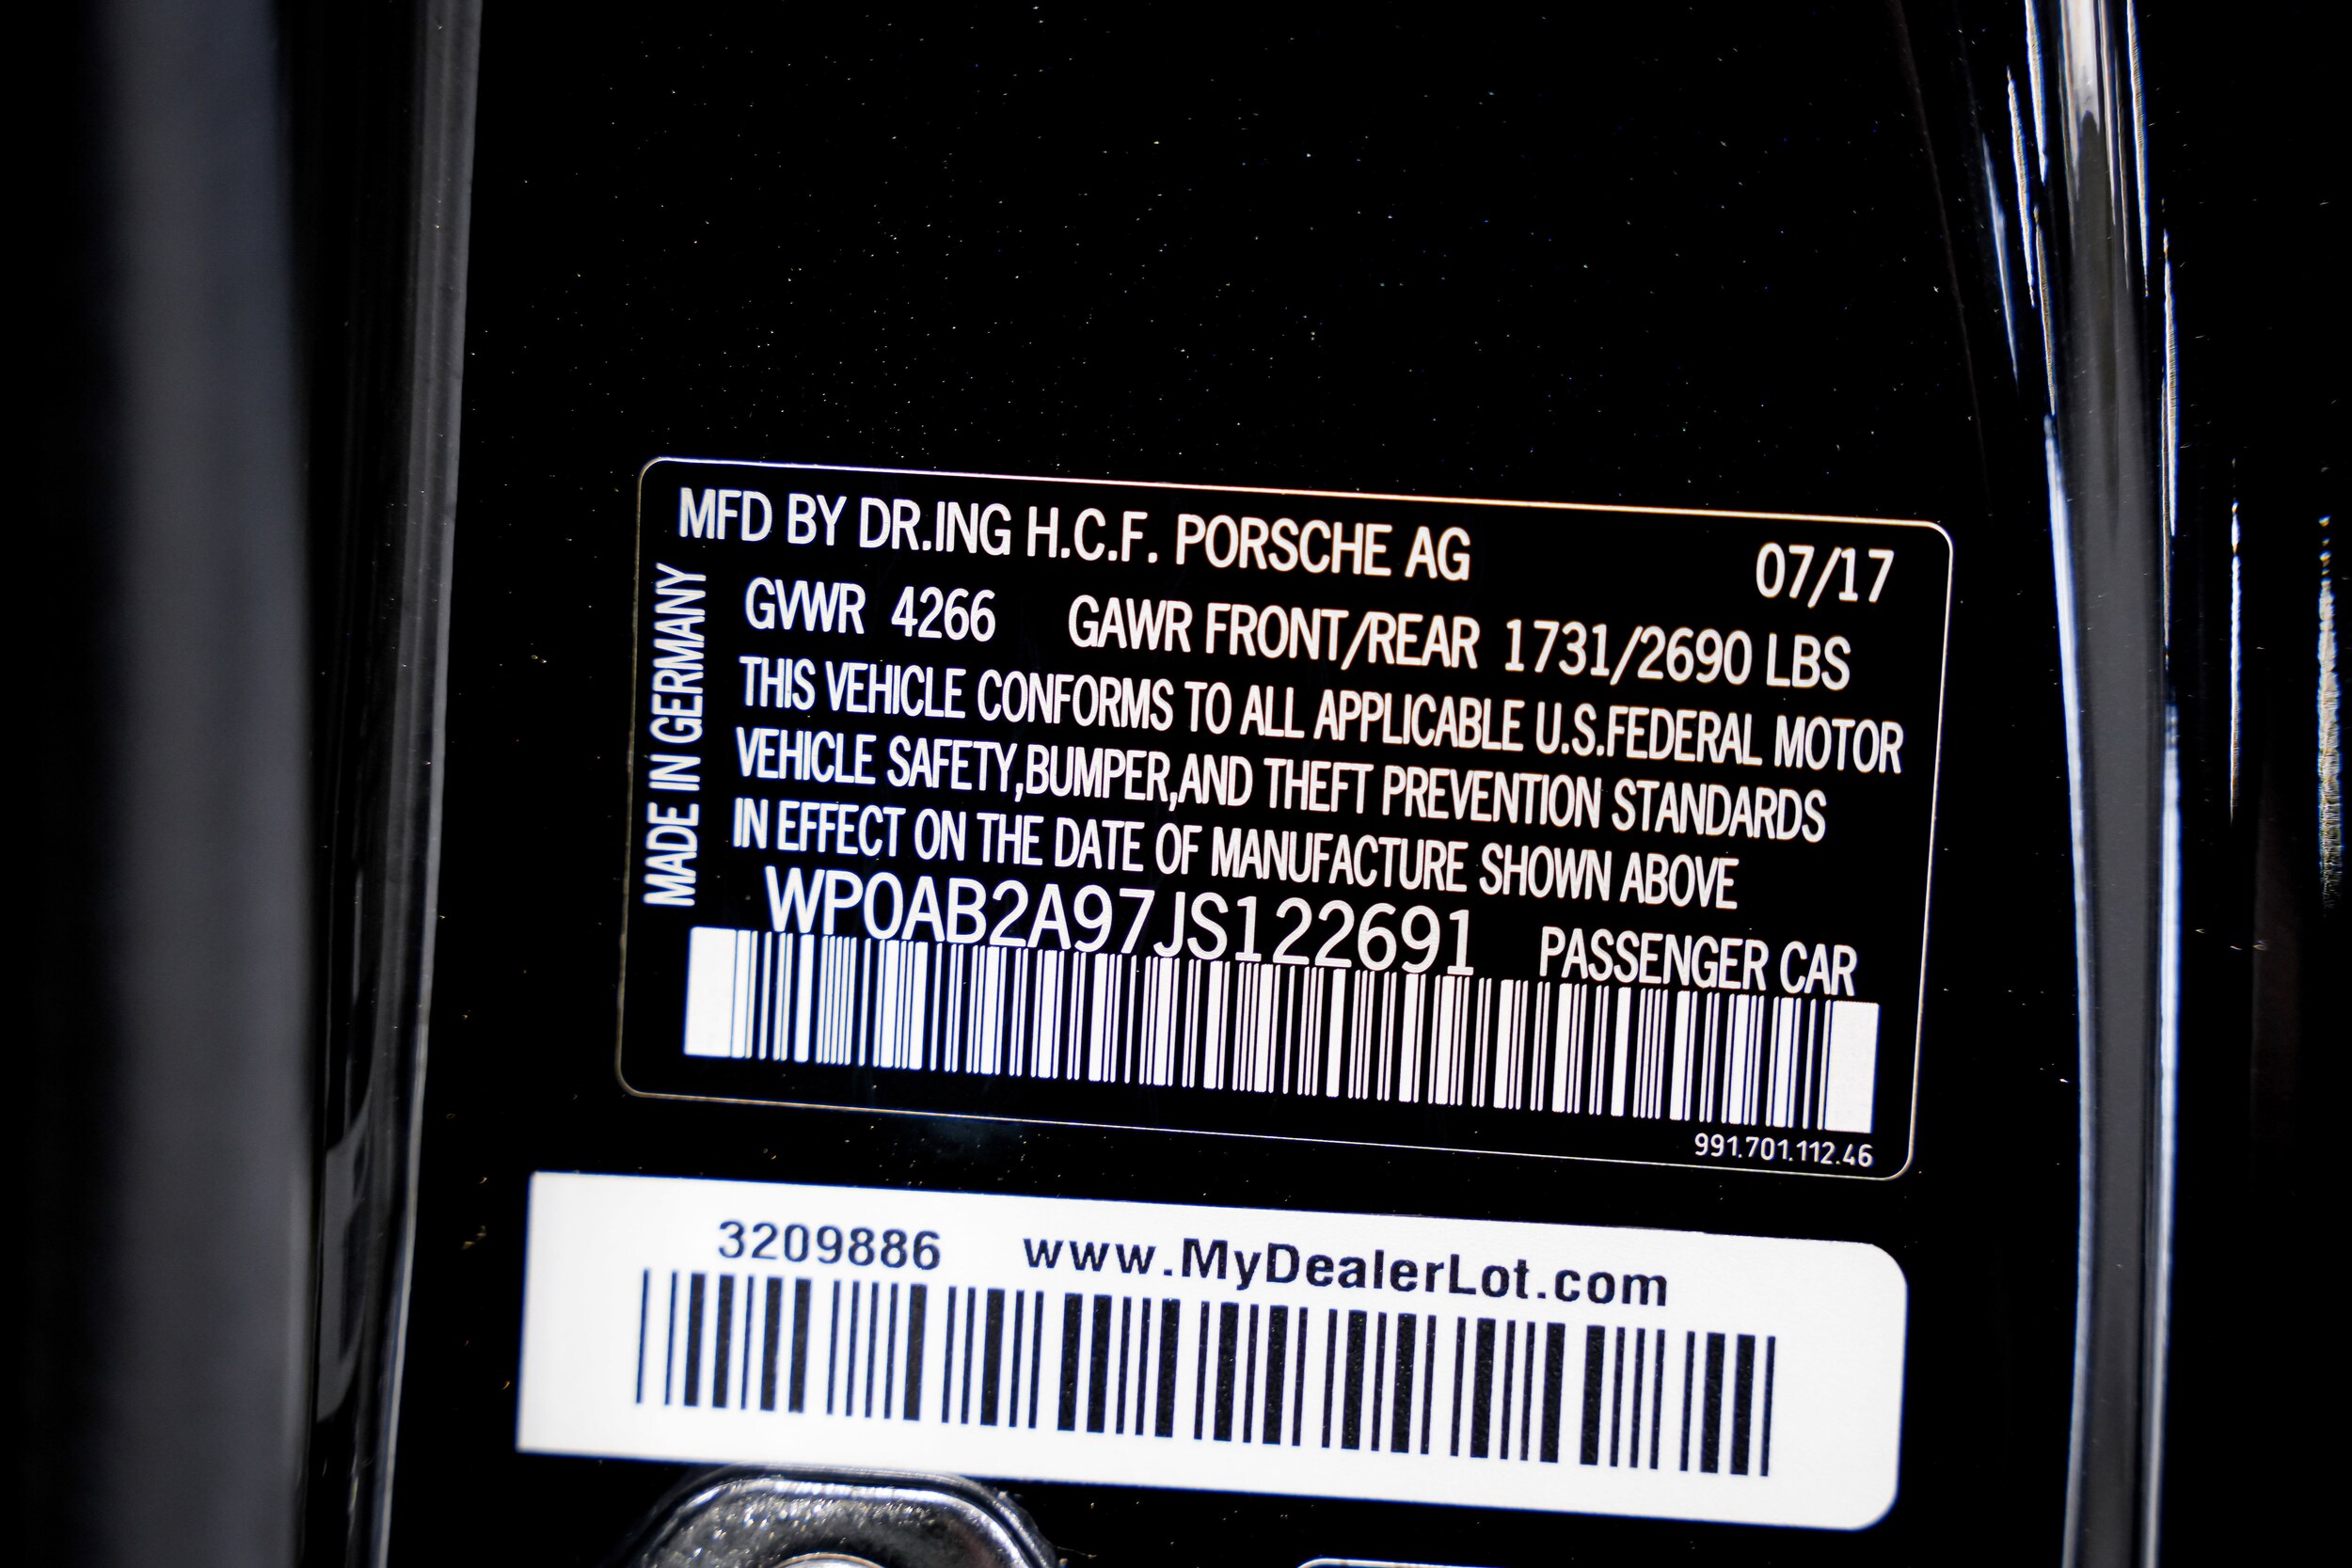 MFD BY DR.ING H.C.F. PORSCHE AG 07/17
MADE IN GERMANY
GVWR 4266 GAWR FRONT/REAR 1731/2690 LBS
THIS VEHICLE CONFORMS TO ALL APPLICABLE U.S.FEDERAL MOTOR
VEHICLE SAFETY,BUMPER,AND THEFT PREVENTION STANDARDS
IN EFFECT ON THE DATE OF MANUFACTURE SHOWN ABOVE
WP0AB2A97JS122691 PASSENGER CAR
991.701.112.46
3209886 www.MyDealerLot.com